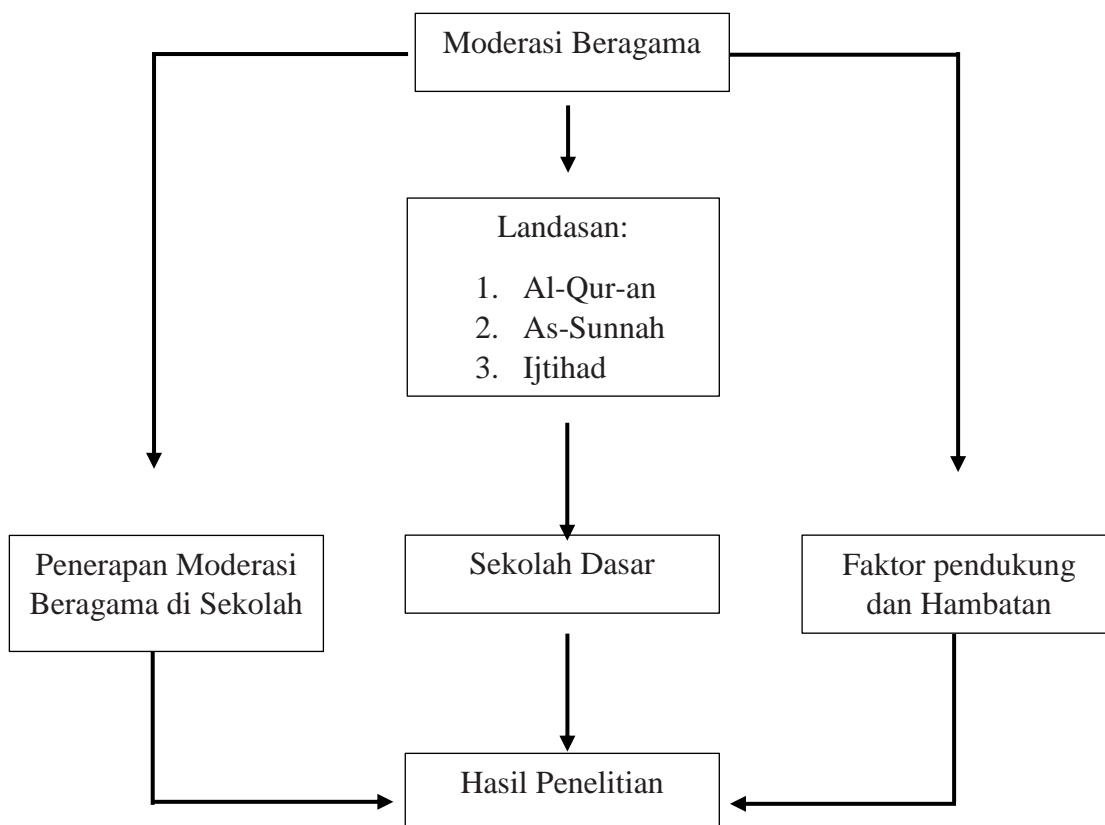 Moderasi Beragama
Landasan:
1. Al-Qur-an
2. As-Sunnah
3. Ijtihad
Penerapan Moderasi
Beragama di Sekolah
Sekolah Dasar
Faktor pendukung
dan Hambatan
Hasil Penelitian